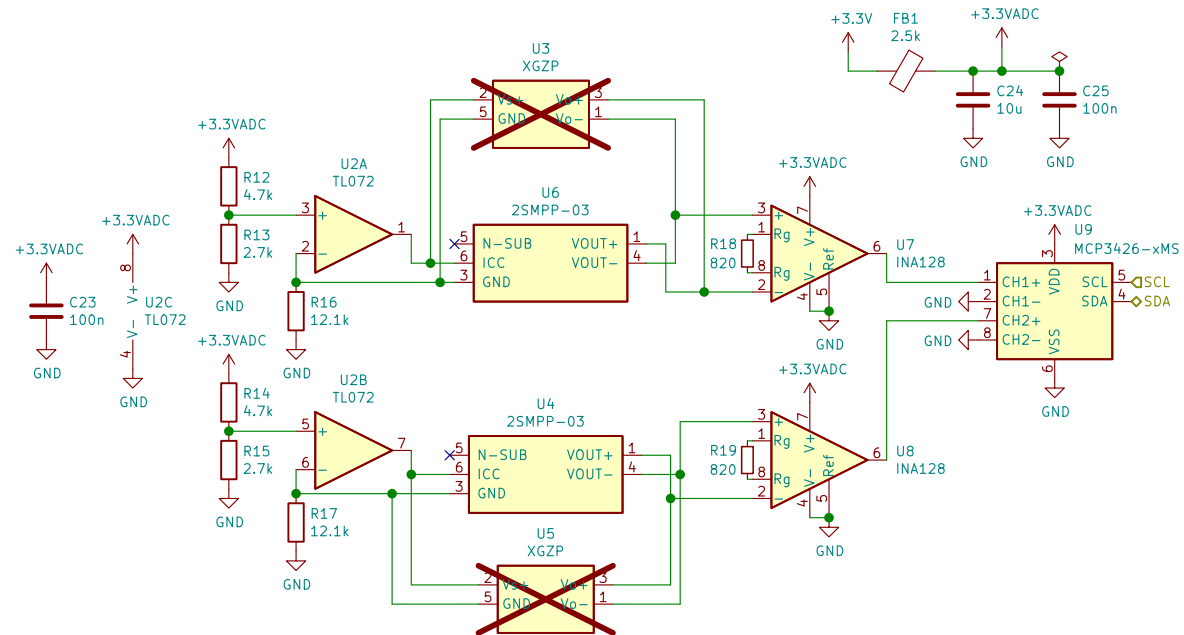 +3.3V
FB1
2.5k
+3.3VADC
C24
10u
GND
C25
100n
GND
U3
XGZP
2
Vs+
5
GND
Vo+
3
Vo-
1
+3.3VADC
R12
4.7k
R13
2.7k
GND
U2A
TL072
3
+
2
-
1
R16
12.1k
GND
U6
2SMPP-03
5
N-SUB
6
ICC
3
GND
VOUT+
1
VOUT-
4
+3.3VADC
R18
820
3
+
1
Rg
8
Rg
2
-
7
V+
V-
4
Ref
5
6
U7
INA128
GND
+3.3VADC
U9
MCP3426-xMS
3
VDD
1
CH1+
GND
2
CH1-
7
CH2+
GND
8
CH2-
SCL
5
SCL
SDA
4
SDA
VSS
6
GND
+3.3VADC
C23
100n
GND
+3.3VADC
8
V+
U2C
TL072
V-
4
GND
+3.3VADC
R14
4.7k
R15
2.7k
GND
U2B
TL072
5
+
6
-
7
R17
12.1k
GND
U4
2SMPP-03
5
N-SUB
6
ICC
3
GND
VOUT+
1
VOUT-
4
+3.3VADC
R19
820
3
+
1
Rg
8
Rg
2
-
7
V+
V-
4
Ref
5
6
U8
INA128
GND
U5
XGZP
2
Vs+
5
GND
Vo+
3
Vo-
1